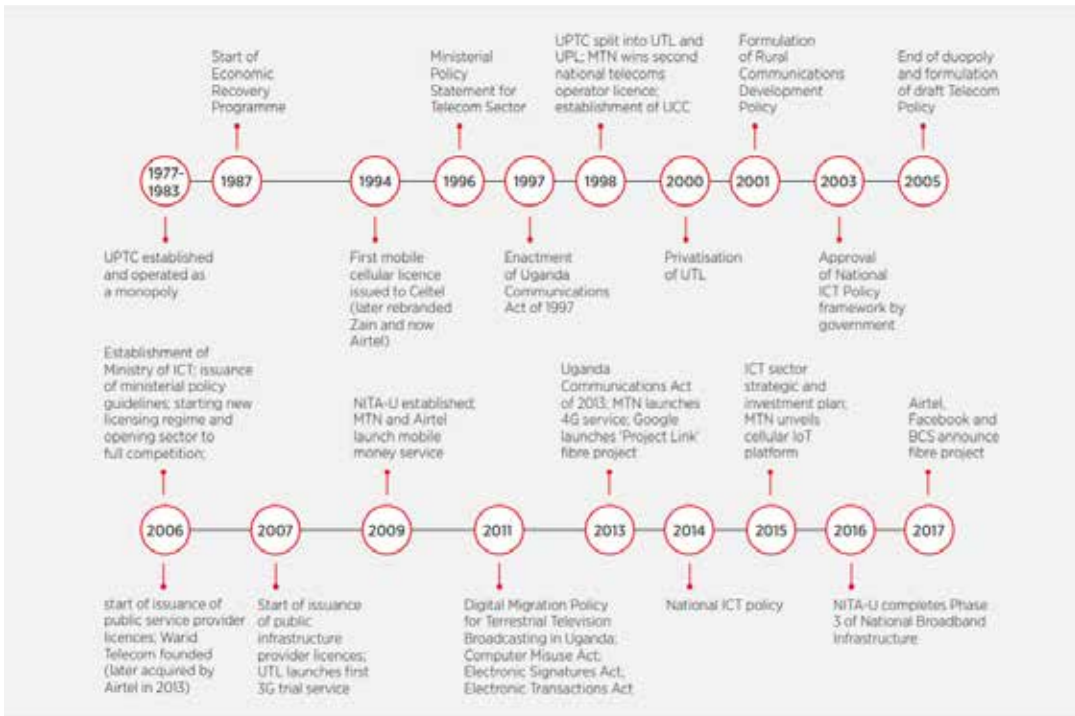 Start of
Economic
Recovery
Programme
Ministerial
Policy
Statement for
Telecom Sector
UPTC split into UTL and
UPL; MTN wins second
national telecoms
operator licence;
establishment of UCC
Formulation
of Rural
Communications
Development
Policy
End of duopoly
and formulation
of draft Telecom
Policy
1977-
1983
1987
1994
1996
1997
1998
2000
2001
2003
2005
UPTC established
and operated as
a monopoly
First mobile
cellular licence
issued to Celtel
(later rebranded
Zain and now
Airtel)
Enactment
of Uganda
Communications
Act of 1997
Privatisation
of UTL
Approval
of National
ICT Policy
framework by
government
Establishment of
Ministry of ICT; issuance
of ministerial policy
guidelines; starting new
licensing regime and
opening sector to
full competition;
NITA-U established;
MTN and Airtel
launch mobile
money service
Uganda
Communications Act
of 2013; MTN launches
4G service; Google
launches 'Project Link'
fibre project
ICT sector
strategic and
investment plan;
MTN unveils
cellular IoT
platform
Airtel,
Facebook and
BCS announce
fibre project
2006
2007
2009
2011
2013
2014
2015
2016
2017
start of issuance of
public service provider
licences; Warid
Telecom founded
(later acquired by
Airtel in 2013)
Start of issuance
of public
infrastructure
provider licences;
UTL launches first
3G trial service
Digital Migration Policy
for Terrestrial Television
Broadcasting in Uganda;
Computer Misuse Act;
Electronic Signatures Act;
Electronic Transactions Act
National ICT policy
NITA-U completes Phase
3 of National Broadband
Infrastructure